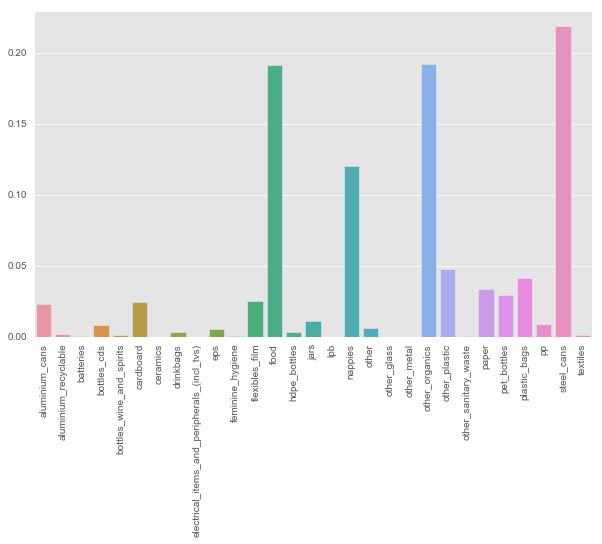 0.20
0.15
0.10
0.05
0.00
aluminium_cans
aluminium_recyclable
batteries
bottles_cds
bottles_wine_and_spirits
cardboard
ceramics
drinkbags
electrical_items_and_peripherals_(incl_tvs)
eps
feminine_hygiene
flexibles_film
food
hdpe_bottles
jars
lpb
nappies
other
other_glass
other_metal
other_organics
other_plastic
other_sanitary_waste
paper
pet_bottles
plastic_bags
pp
steel_cans
textiles